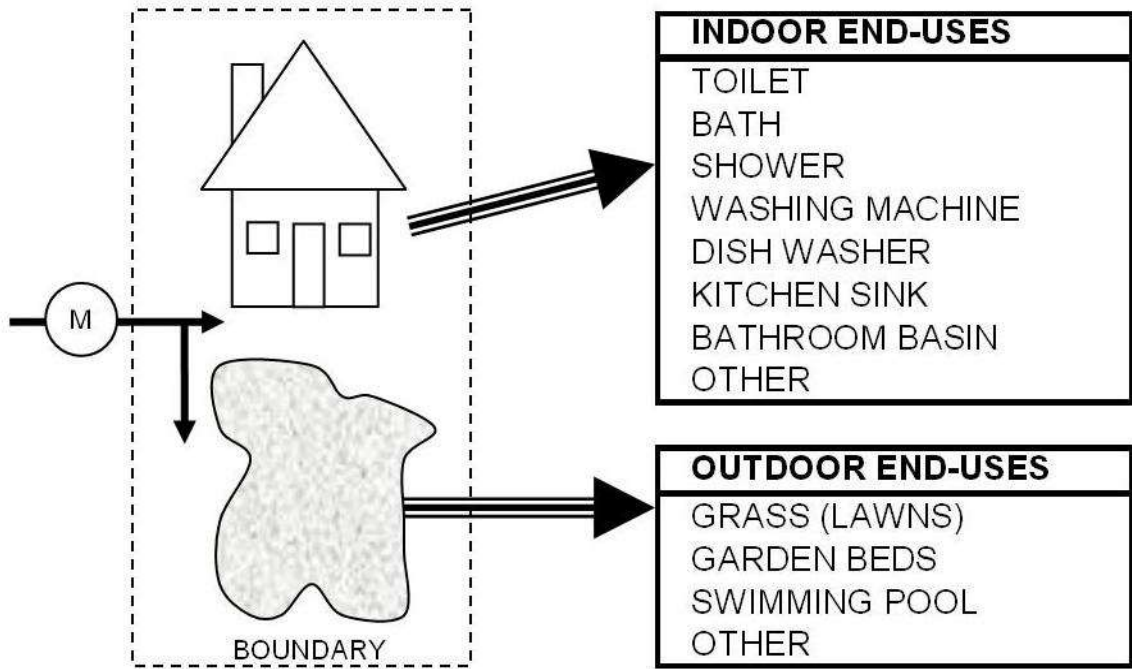 INDOOR END-USES
TOILET
BATH
SHOWER
WASHING MACHINE
DISH WASHER
KITCHEN SINK
BATHROOM BASIN
OTHER
M
OUTDOOR END-USES
GRASS (LAWNS)
GARDEN BEDS
SWIMMING POOL
OTHER
BOUNDARY